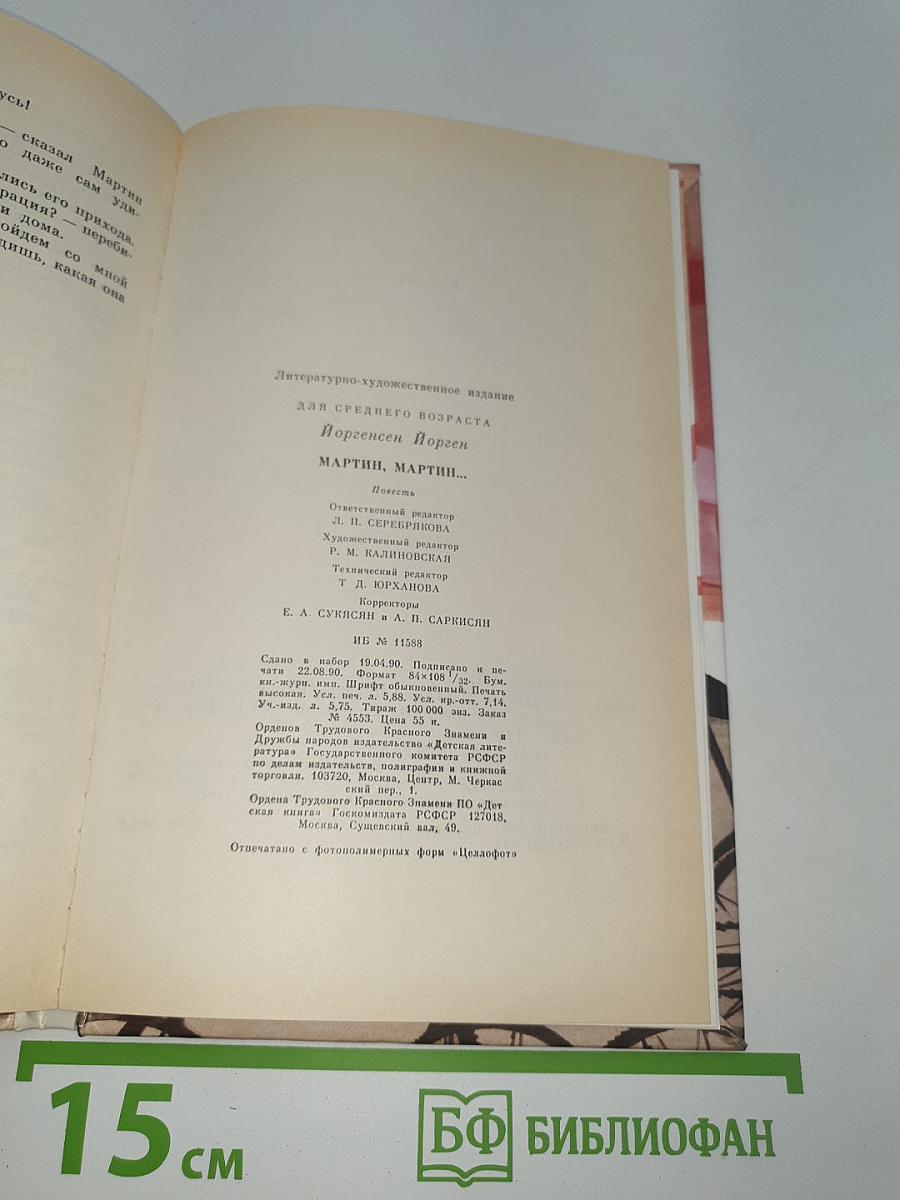 усь!
— сказал Мартин
о даже сам уди-
лись его прихода.
рация? — переби-
и дома.
ойдем со мной
дишь, какая она
Литературно-художественное издание
ДЛЯ СРЕДНЕГО ВОЗРАСТА
Йоргенсен Йорген
МАРТИН, МАРТИН...
Повесть
Ответственный редактор
Л. П. СЕРЕБРЯКОВА
Художественный редактор
Р. М. КАЛИНОВСКАЯ
Технический редактор
Т Д. ЮРХАНОВА
Корректоры
Е. А. СУКЯСЯН и А. П. САРКИСЯН
ИБ № 11588
Сдано в набор 19.04.90. Подписано к пе-
чати 22.08.90. Формат 84×108 1/32. Бум.
кн.-журн. имп. Шрифт обыкновенный. Печать
высокая. Усл. печ. л. 5,88. Усл. кр.-отт. 7,14.
Уч.-изд. л. 5,75. Тираж 100 000 экз. Заказ
№ 4553. Цена 55 к.
Орденов Трудового Красного Знамени и
Дружбы народов издательство «Детская лите-
ратура» Государственного комитета РСФСР
по делам издательств, полиграфии и книжной
торговли. 103720, Москва, Центр, М. Черкас
ский пер., 1.
Ордена Трудового Красного Знамени ПО «Дет
ская книга» Госкомиздата РСФСР 127018,
Москва, Сущевский вал, 49.
Отпечатано с фотополимерных форм «Целлофот»
15 см
БФ БИБЛИОФАН